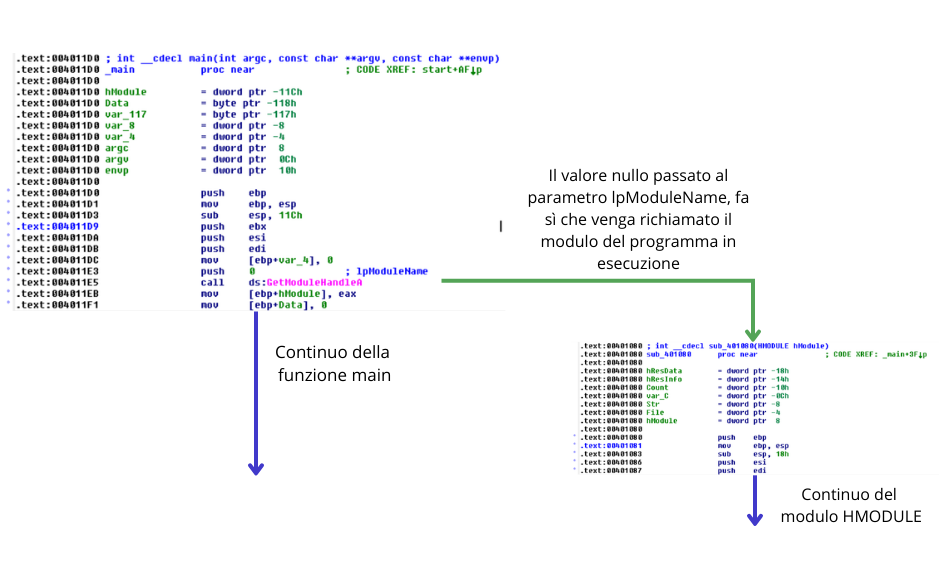 .text:004011D0 ; int __cdecl main(int argc, const char **argv, const char **envp)
.text:004011D0 _main proc near ; CODE XREF: start+AF↓p
.text:004011D0
.text:004011D0 hModule = dword ptr -11Ch
.text:004011D0 Data = byte ptr -118h
.text:004011D0 var_117 = byte ptr -117h
.text:004011D0 var_8 = dword ptr -8
.text:004011D0 var_4 = dword ptr -4
.text:004011D0 argc = dword ptr 8
.text:004011D0 argv = dword ptr 0Ch
.text:004011D0 envp = dword ptr 10h
.text:004011D0
.text:004011D0 push ebp
.text:004011D1 mov ebp, esp
.text:004011D3 sub esp, 11Ch
.text:004011D9 push ebx
.text:004011DA push esi
.text:004011DB push edi
.text:004011DC mov [ebp+var_4], 0
.text:004011E3 push 0 ; lpModuleName
.text:004011E5 call ds:GetModuleHandleA
.text:004011EB mov [ebp+hModule], eax
.text:004011F1 mov [ebp+Data], 0
Il valore nullo passato al
parametro lpModuleName, fa
sì che venga richiamato il
modulo del programma in
esecuzione
Continuo della
funzione main
.text:00401080 ; int __cdecl sub_401080(HMODULE hModule)
.text:00401080 sub_401080 proc near ; CODE XREF: _main+3F↓p
.text:00401080
.text:00401080 hResData = dword ptr -18h
.text:00401080 hResInfo = dword ptr -14h
.text:00401080 Count = dword ptr -10h
.text:00401080 var_C = dword ptr -0Ch
.text:00401080 Str = dword ptr -8
.text:00401080 File = dword ptr -4
.text:00401080 hModule = dword ptr 8
.text:00401080
.text:00401080 push ebp
.text:00401081 mov ebp, esp
.text:00401083 sub esp, 18h
.text:00401086 push esi
.text:00401087 push edi
Continuo del
modulo HMODULE